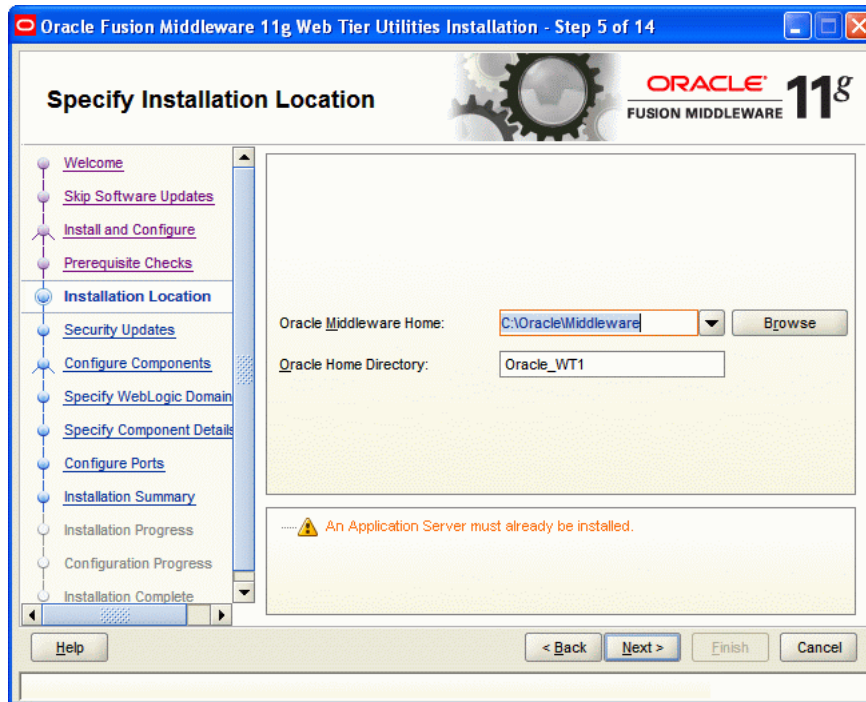 Oracle Fusion Middleware 11g Web Tier Utilities Installation - Step 5 of 14
Specify Installation Location
ORACLE
FUSION MIDDLEWARE
11g
Welcome
Skip Software Updates
Install and Configure
Prerequisite Checks
Installation Location
Security Updates
Configure Components
Specify WebLogic Domain
Specify Component Details
Configure Ports
Installation Summary
Installation Progress
Configuration Progress
Installation Complete
Oracle Middleware Home:
C:\Oracle\Middleware
Browse
Oracle Home Directory:
Oracle_WT1
An Application Server must already be installed.
Help
< Back
Next >
Finish
Cancel